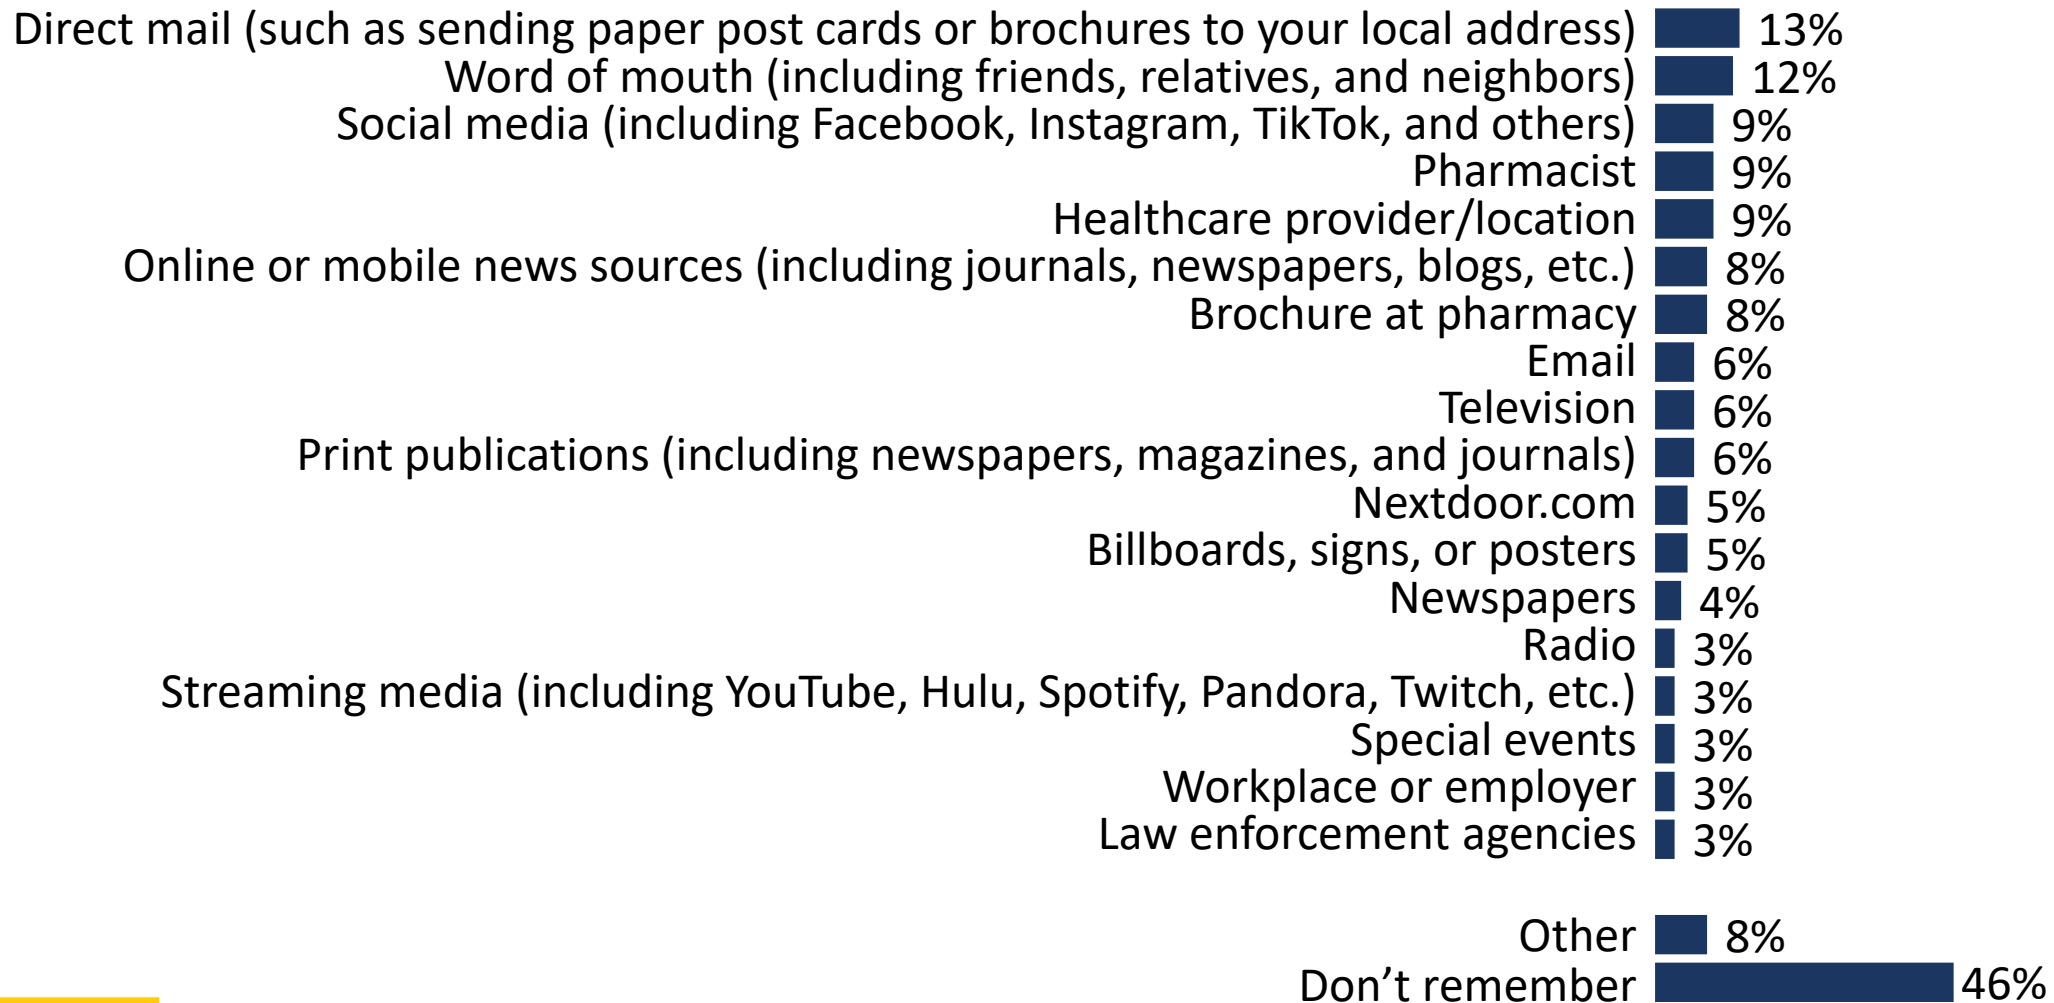 Direct mail (such as sending paper post cards or brochures to your local address) 13%
Word of mouth (including friends, relatives, and neighbors) 12%
Social media (including Facebook, Instagram, TikTok, and others) 9%
Pharmacist 9%
Healthcare provider/location 9%
Online or mobile news sources (including journals, newspapers, blogs, etc.) 8%
Brochure at pharmacy 8%
Email 6%
Television 6%
Print publications (including newspapers, magazines, and journals) 6%
Nextdoor.com 5%
Billboards, signs, or posters 5%
Newspapers 4%
Radio 3%
Streaming media (including YouTube, Hulu, Spotify, Pandora, Twitch, etc.) 3%
Special events 3%
Workplace or employer 3%
Law enforcement agencies 3%
Other 8%
Don’t remember 46%